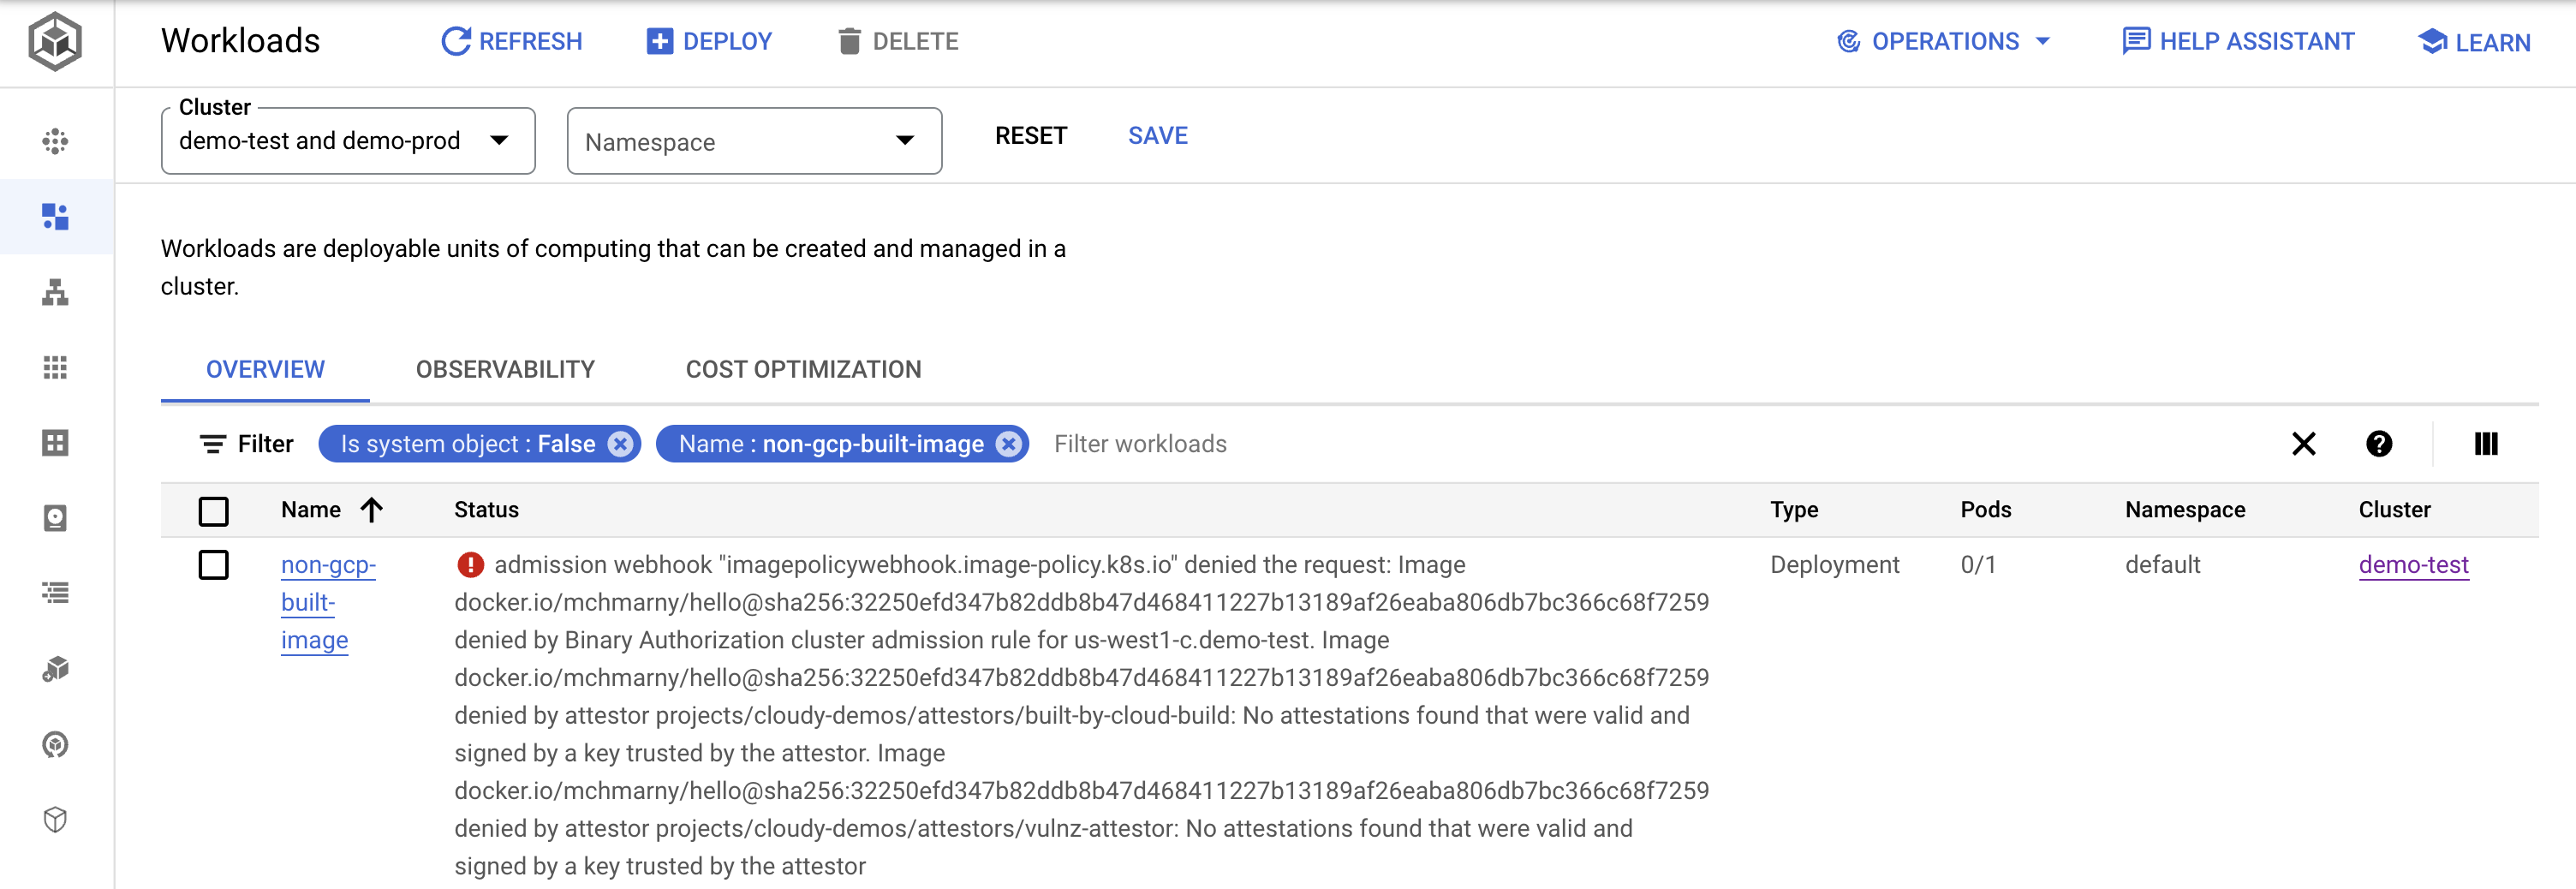 Workloads
REFRESH
DEPLOY
DELETE
OPERATIONS
HELP ASSISTANT
LEARN
Cluster
demo-test and demo-prod
Namespace
RESET
SAVE
Workloads are deployable units of computing that can be created and managed in a
cluster.
OVERVIEW
OBSERVABILITY
COST OPTIMIZATION
Filter
Is system object : False
Name : non-gcp-built-image
Filter workloads
Name
Status
Type
Pods
Namespace
Cluster
non-gcp-
built-
image
admission webhook "imagepolicywebhook.image-policy.k8s.io" denied the request: Image
docker.io/mchmarny/hello@sha256:32250efd347b82ddb8b47d468411227b13189af26eaba806db7bc366c68f7259
denied by Binary Authorization cluster admission rule for us-west1-c.demo-test. Image
docker.io/mchmarny/hello@sha256:32250efd347b82ddb8b47d468411227b13189af26eaba806db7bc366c68f7259
denied by attestor projects/cloudy-demos/attestors/built-by-cloud-build: No attestations found that were valid and
signed by a key trusted by the attestor. Image
docker.io/mchmarny/hello@sha256:32250efd347b82ddb8b47d468411227b13189af26eaba806db7bc366c68f7259
denied by attestor projects/cloudy-demos/attestors/vulnz-attestor: No attestations found that were valid and
signed by a key trusted by the attestor
Deployment
0/1
default
demo-test